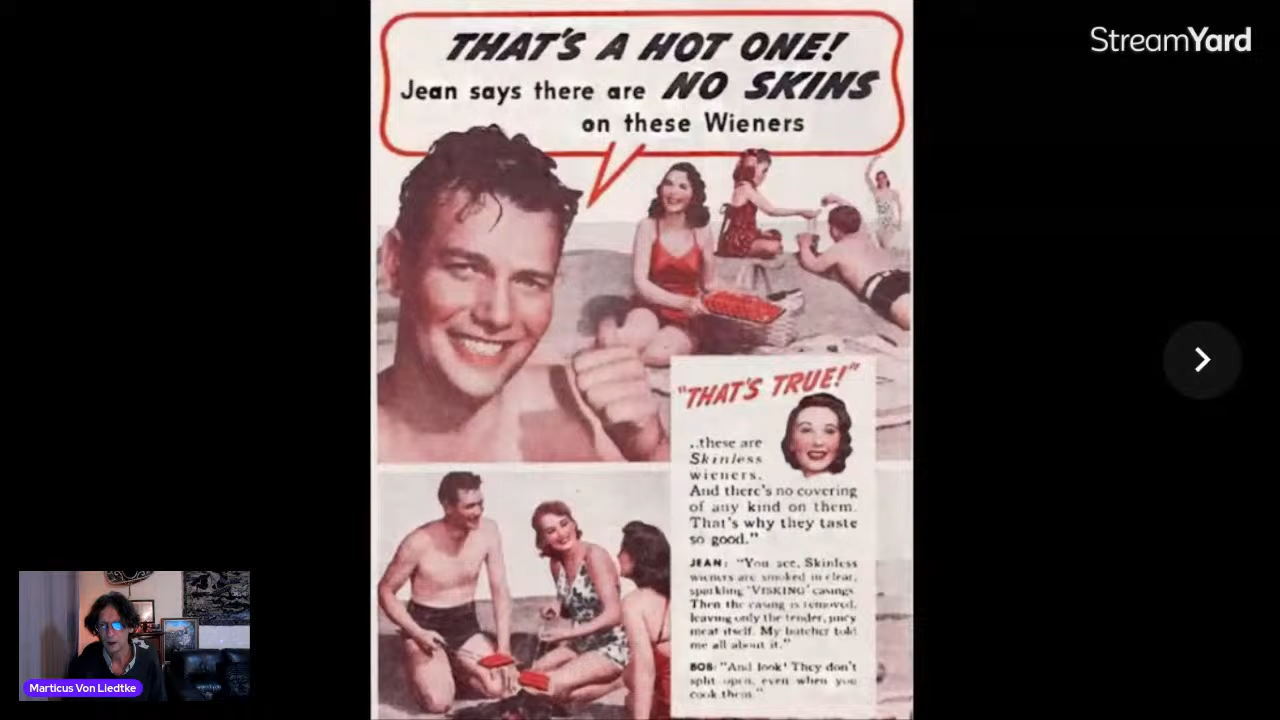 THAT'S A HOT ONE!
Jean says there are NO SKINS
on these Wieners
StreamYard
"THAT'S TRUE!"
..these are
Skinless
wieners.
And there's no covering
of any kind on them.
That's why they taste
so good."
JEAN: "You see, Skinless
wieners are smoked in clear,
sparkling 'VISKING' casings.
Then the casing is removed,
leaving only the tender, juicy
meat itself. My butcher told
me all about it."
BOB: "And look! They don't
split open, even when you
cook them."
Marticus Von Liedtke